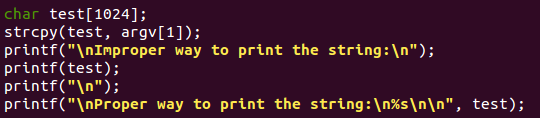 char test[1024];
strcpy(test, argv[1]);
printf("\nImproper way to print the string:\n");
printf(test);
printf("\n");
printf("\nProper way to print the string:\n%s\n\n", test);